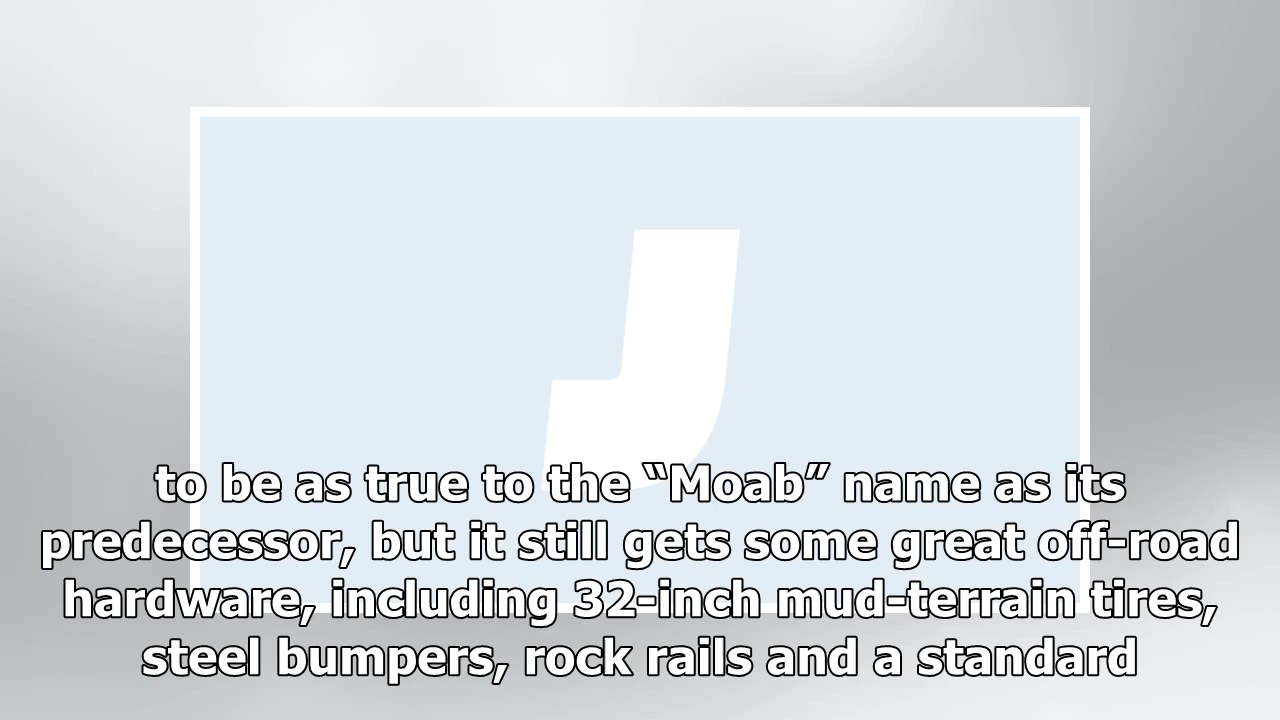 J
to be as true to the “Moab” name as its
predecessor, but it still gets some great off-road
hardware, including 32-inch mud-terrain tires,
steel bumpers, rock rails and a standard